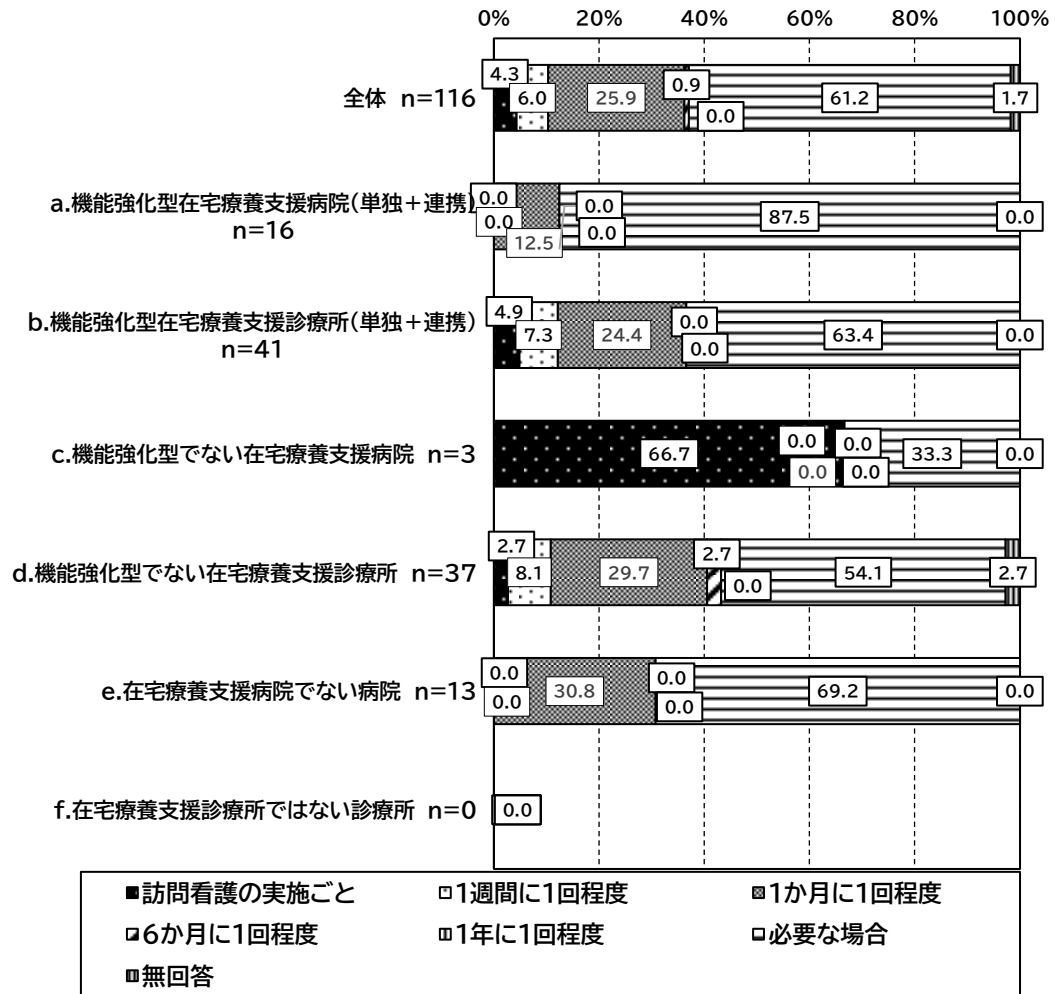 0% 20% 40% 60% 80% 100%
全体 n=116
4.3 6.0 25.9 0.9 0.0 61.2 1.7
a.機能強化型在宅療養支援病院(単独+連携)
n=16
0.0 0.0 12.5 0.0 0.0 87.5 0.0
b.機能強化型在宅療養支援診療所(単独+連携)
n=41
4.9 7.3 24.4 0.0 0.0 63.4 0.0
c.機能強化型でない在宅療養支援病院 n=3
66.7 0.0 0.0 0.0 0.0 33.3 0.0
d.機能強化型でない在宅療養支援診療所 n=37
2.7 8.1 29.7 2.7 0.0 54.1 2.7
e.在宅療養支援病院でない病院 n=13
0.0 0.0 30.8 0.0 0.0 69.2 0.0
f.在宅療養支援診療所ではない診療所 n=0
0.0
訪問看護の実施ごと 1週間に1回程度 1か月に1回程度
6か月に1回程度 1年に1回程度 必要な場合
無回答